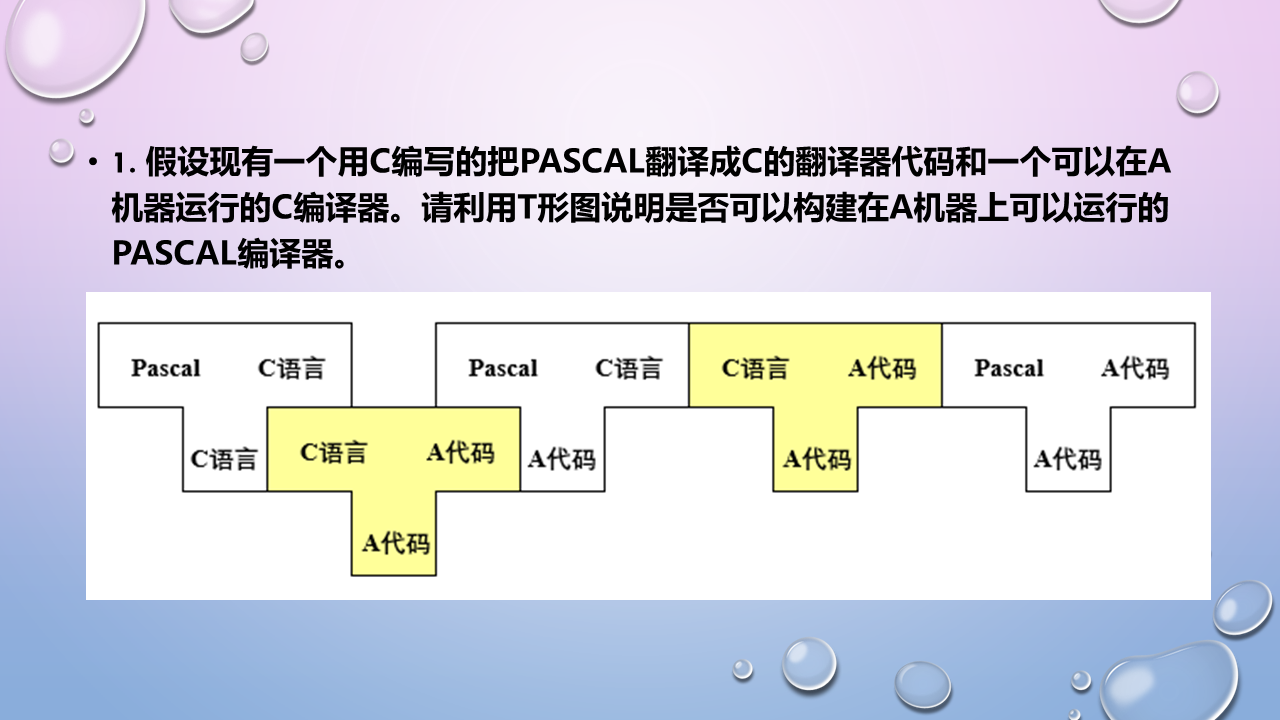 • 1. 假设现有一个用C编写的把PASCAL翻译成C的翻译器代码和一个可以在A
机器运行的C编译器。请利用T形图说明是否可以构建在A机器上可以运行的
PASCAL编译器。
Pascal C语言 Pascal C语言 C语言 A代码 Pascal A代码
C语言 C语言 A代码 A代码 A代码 A代码
A代码